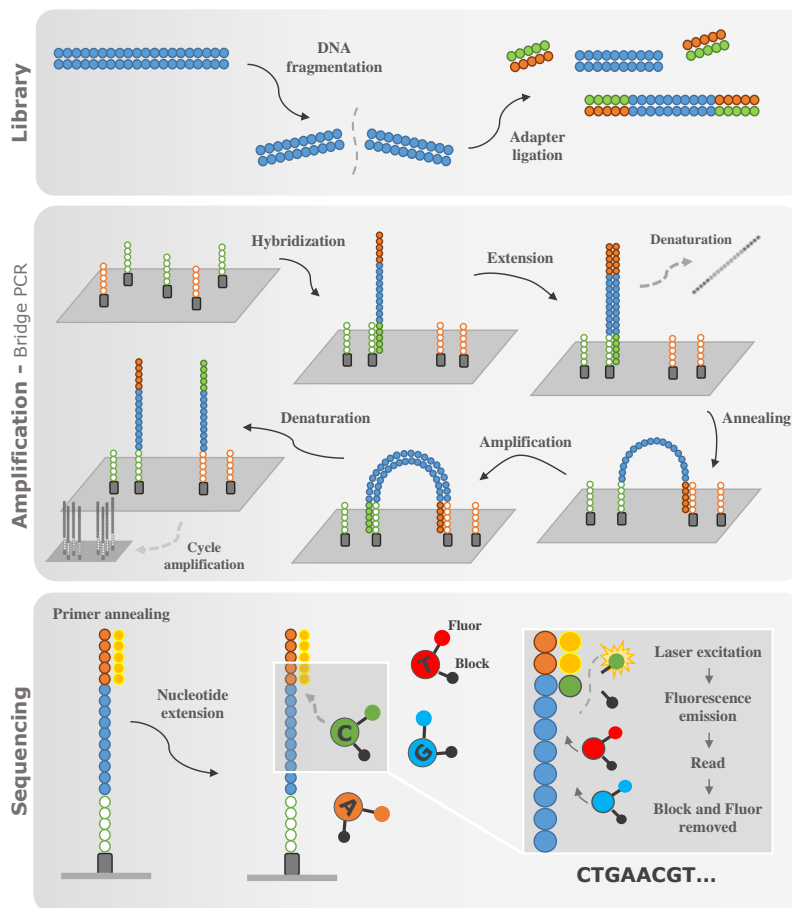 Library
DNA
fragmentation
Adapter
ligation
Amplification - Bridge PCR
Hybridization
Extension
Denaturation
Annealing
Amplification
Denaturation
Cycle
amplification
Sequencing
Primer annealing
Nucleotide
extension
Fluor
Block
T
C
G
A
Laser excitation
Fluorescence
emission
Read
Block and Fluor
removed
CTGAACGT...